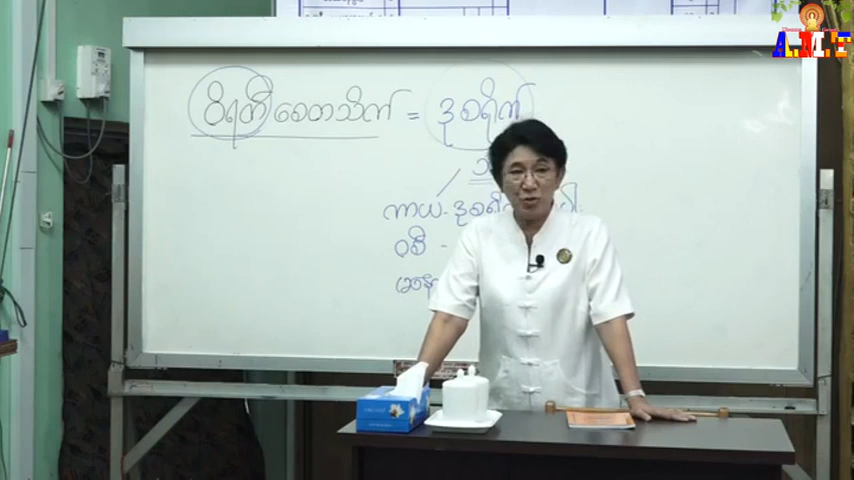 A.M.T
ဝိရတီ စေတသိက် = ဒုစရိုက်
ကာယ - ဒုစရိုက်
ဝစီ -